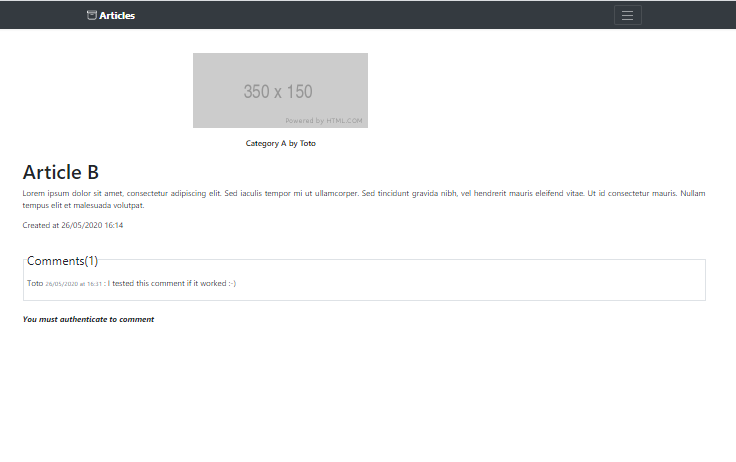 Articles
350 x 150
Powered by HTML.COM
Category A by Toto
Article B
Lorem ipsum dolor sit amet, consectetur adipiscing elit. Sed iaculis tempor mi ut ullamcorper. Sed tincidunt gravida nibh, vel hendrerit mauris eleifend vitae. Ut id consectetur mauris. Nullam
tempus elit et malesuada volutpat.
Created at 26/05/2020 16:14
Comments(1)
Toto 26/05/2020 at 16:31 : I tested this comment if it worked :-)
You must authenticate to comment